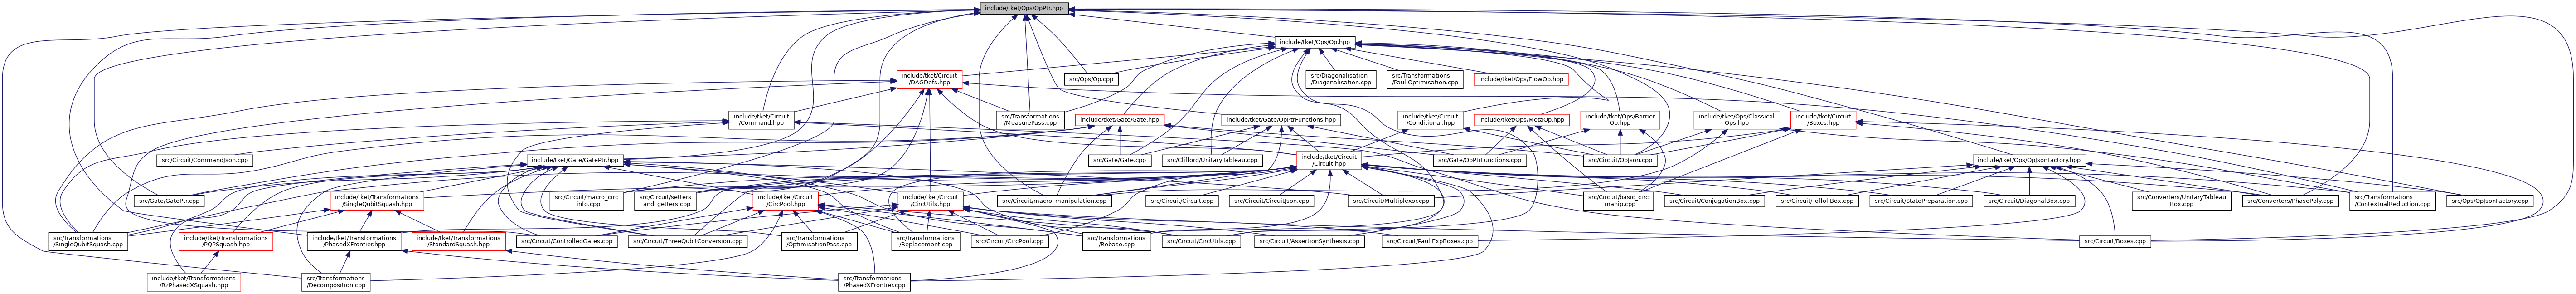 include/tket/Ops/OpPtr.hpp
include/tket/Ops/Op.hpp
include/tket/Circuit
/DAGDefs.hpp
src/Ops/Op.cpp
src/Diagonalisation
/Diagonalisation.cpp
src/Transformations
/PauliOptimisation.cpp
include/tket/Ops/FlowOp.hpp
include/tket/Circuit
/Command.hpp
src/Transformations
/MeasurePass.cpp
include/tket/Gate/Gate.hpp
include/tket/Gate/OpPtrFunctions.hpp
include/tket/Circuit
/Conditional.hpp
include/tket/Ops/MetaOp.hpp
include/tket/Ops/Barrier
Op.hpp
include/tket/Ops/Classical
Ops.hpp
include/tket/Circuit
/Boxes.hpp
src/Circuit/CommandJson.cpp
include/tket/Gate/GatePtr.hpp
src/Gate/Gate.cpp
src/Clifford/UnitaryTableau.cpp
include/tket/Circuit
/Circuit.hpp
src/Gate/OpPtrFunctions.cpp
src/Circuit/OpJson.cpp
include/tket/Ops/OpJsonFactory.hpp
src/Gate/GatePtr.cpp
include/tket/Transformations
/SingleQubitSquash.hpp
src/Circuit/macro_circ
_info.cpp
src/Circuit/setters
_and_getters.cpp
include/tket/Circuit
/CircPool.hpp
include/tket/Circuit
/CircUtils.hpp
src/Circuit/macro_manipulation.cpp
src/Circuit/Circuit.cpp
src/Circuit/CircuitJson.cpp
src/Circuit/Multiplexor.cpp
src/Circuit/basic_circ
_manip.cpp
src/Circuit/ConjugationBox.cpp
src/Circuit/ToffoliBox.cpp
src/Circuit/StatePreparation.cpp
src/Circuit/DiagonalBox.cpp
src/Converters/UnitaryTableau
Box.cpp
src/Converters/PhasePoly.cpp
src/Transformations
/ContextualReduction.cpp
src/Ops/OpJsonFactory.cpp
src/Transformations
/SingleQubitSquash.cpp
include/tket/Transformations
/PQPSquash.hpp
include/tket/Transformations
/PhasedXFrontier.hpp
include/tket/Transformations
/StandardSquash.hpp
src/Circuit/ControlledGates.cpp
src/Circuit/ThreeQubitConversion.cpp
src/Transformations
/OptimisationPass.cpp
src/Transformations
/Replacement.cpp
src/Circuit/CircPool.cpp
src/Transformations
/Rebase.cpp
src/Circuit/CircUtils.cpp
src/Circuit/AssertionSynthesis.cpp
src/Circuit/PauliExpBoxes.cpp
src/Circuit/Boxes.cpp
include/tket/Transformations
/RzPhasedXSquash.hpp
src/Transformations
/Decomposition.cpp
src/Transformations
/PhasedXFrontier.cpp